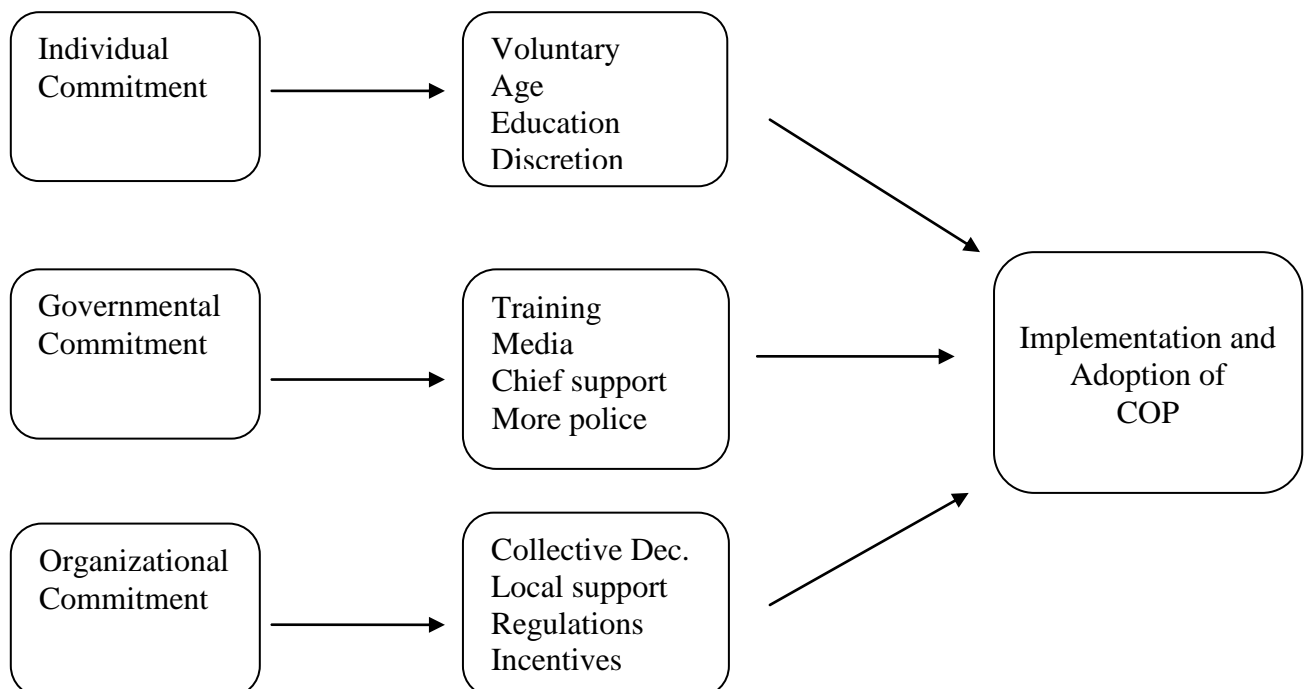 Individual
Commitment
Voluntary
Age
Education
Discretion
Governmental
Commitment
Training
Media
Chief support
More police
Implementation and
Adoption of
COP
Organizational
Commitment
Collective Dec.
Local support
Regulations
Incentives